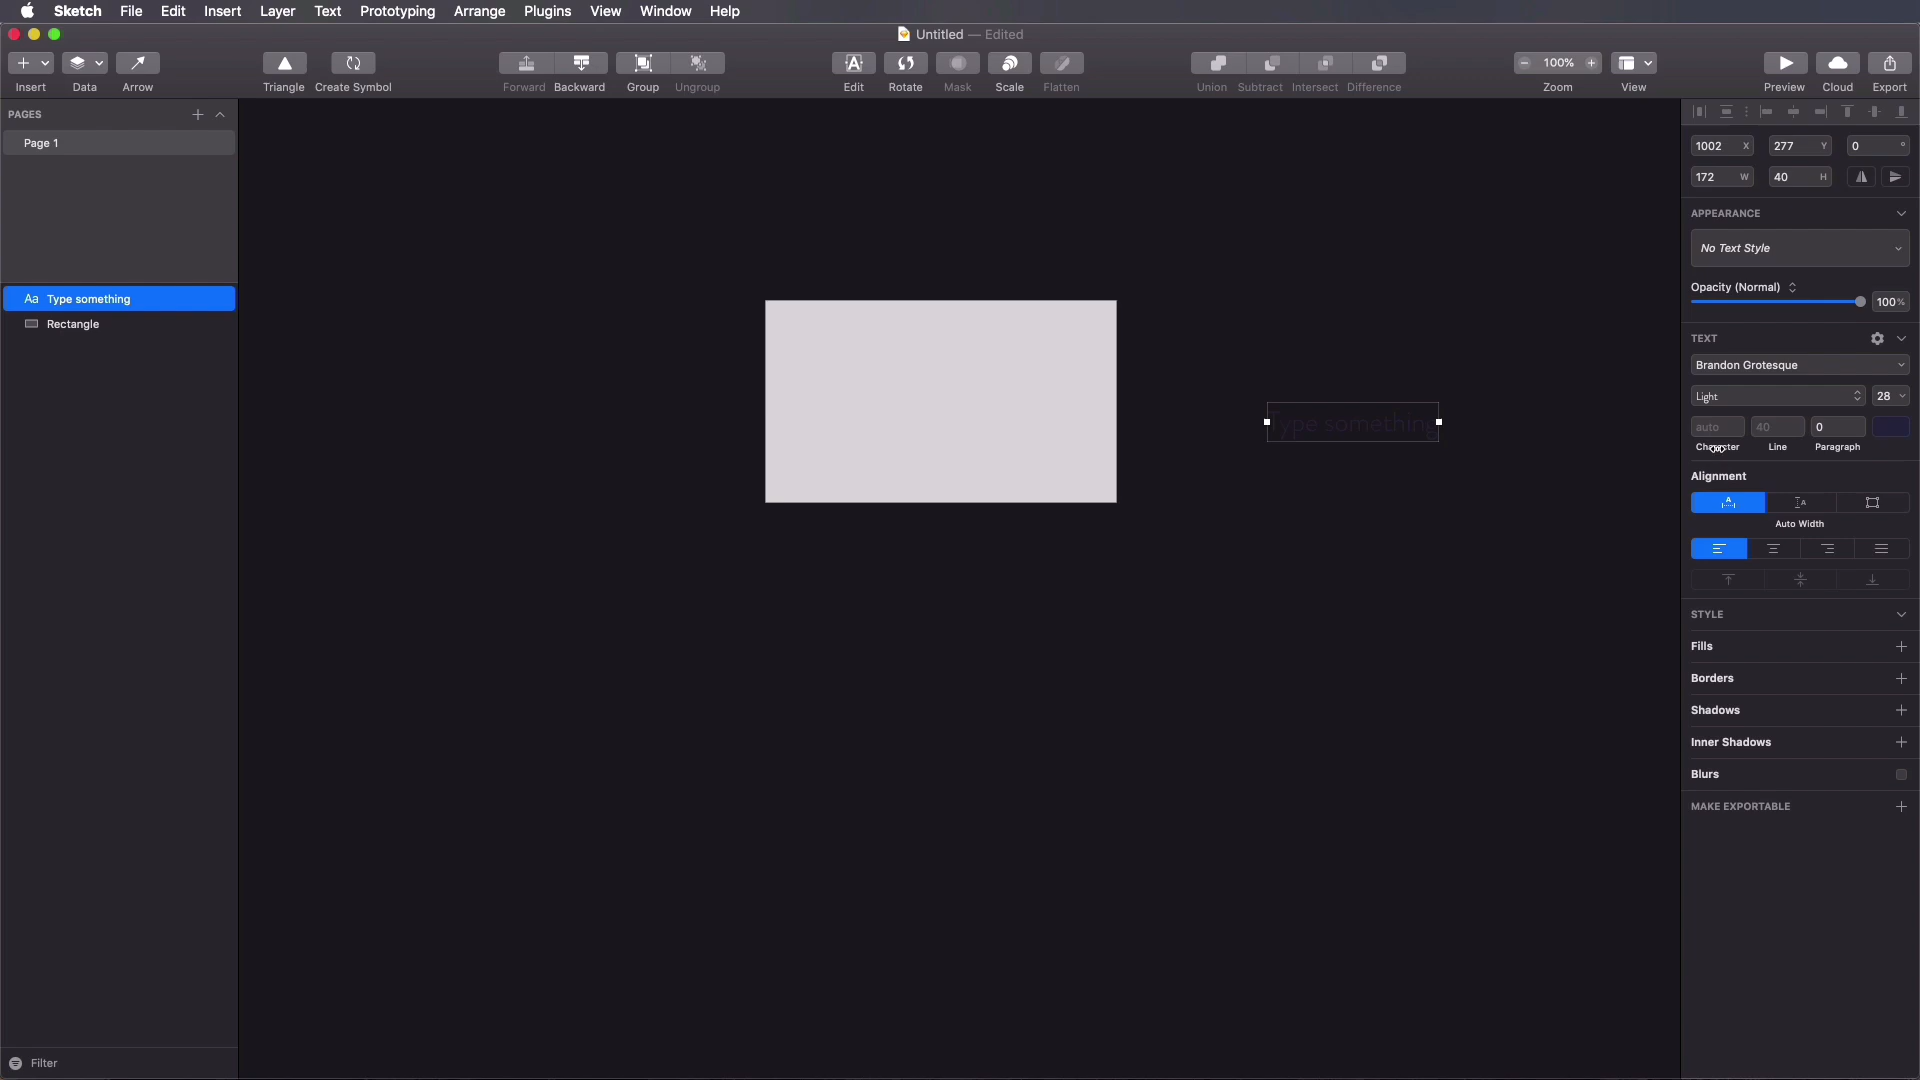 Sketch File Edit Insert Layer Text Prototyping Arrange Plugins View Window Help
Untitled — Edited
100%
Insert Data Arrow Triangle Create Symbol Forward Backward Group Ungroup Edit Rotate Mask Scale Flatten Union Subtract Intersect Difference Zoom View Preview Cloud Export
PAGES
Page 1
Aa Type something
Rectangle
Filter
Type something
1002 X 277 Y 0 °
172 W 40 H
APPEARANCE
No Text Style
Opacity (Normal)
100%
TEXT
Brandon Grotesque
Light 28
auto 40 0
Character Line Paragraph
Alignment
A A
Auto Width
STYLE
Fills
Borders
Shadows
Inner Shadows
Blurs
MAKE EXPORTABLE